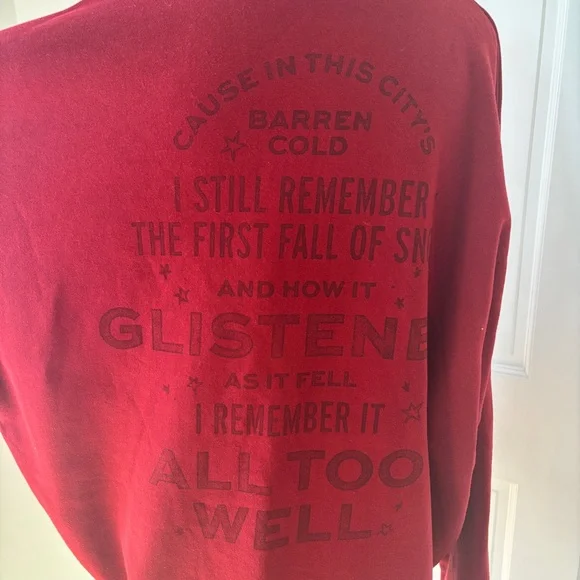 CAUSE IN THIS CITY'S
BARREN
COLD
I STILL REMEMBER
THE FIRST FALL OF SN
AND HOW IT
GLISTENE
AS IT FELL
I REMEMBER IT
ALL TOO
WELL